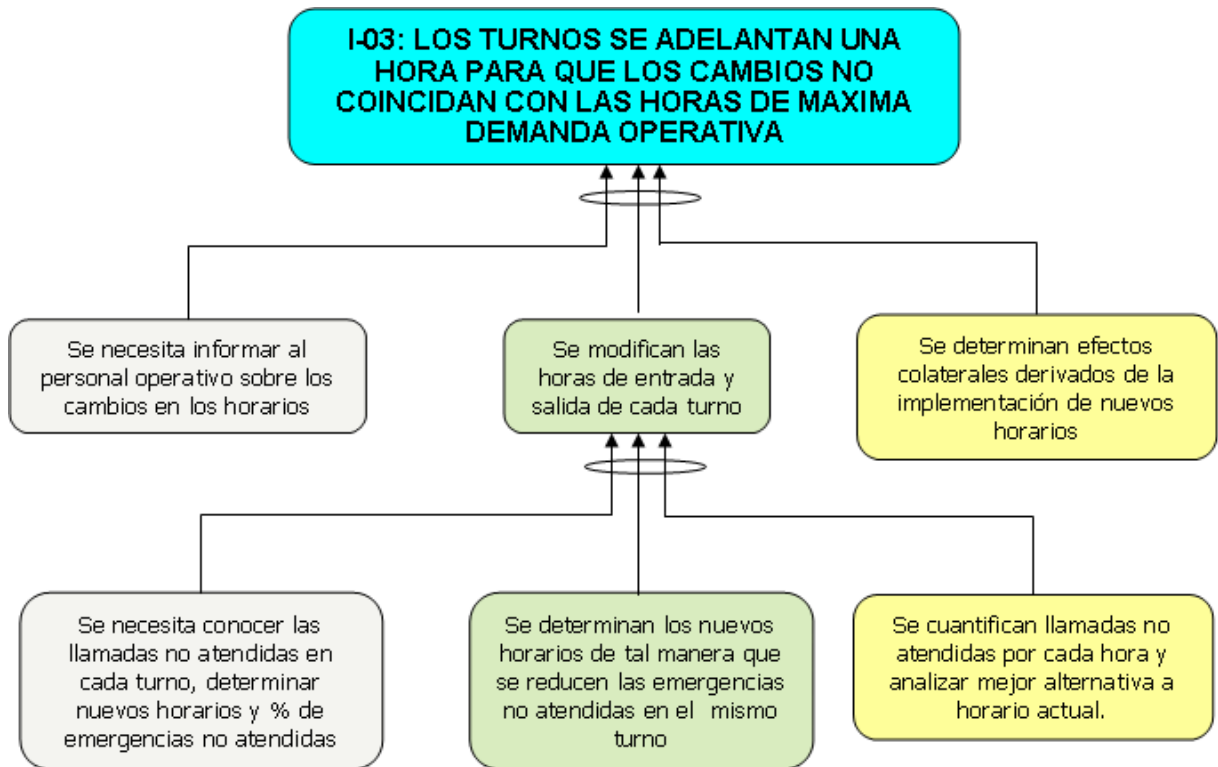 I-03: LOS TURNOS SE ADELANTAN UNA
HORA PARA QUE LOS CAMBIOS NO
COINCIDAN CON LAS HORAS DE MAXIMA
DEMANDA OPERATIVA
Se necesita informar al
personal operativo sobre los
cambios en los horarios
Se modifican las
horas de entrada y
salida de cada turno
Se determinan efectos
colaterales derivados de la
implementación de nuevos
horarios
Se necesita conocer las
llamadas no atendidas en
cada turno, determinar
nuevos horarios y % de
emergencias no atendidas
Se determinan los nuevos
horarios de tal manera que
se reducen las emergencias
no atendidas en el mismo
turno
Se cuantifican llamadas no
atendidas por cada hora y
analizar mejor alternativa a
horario actual.